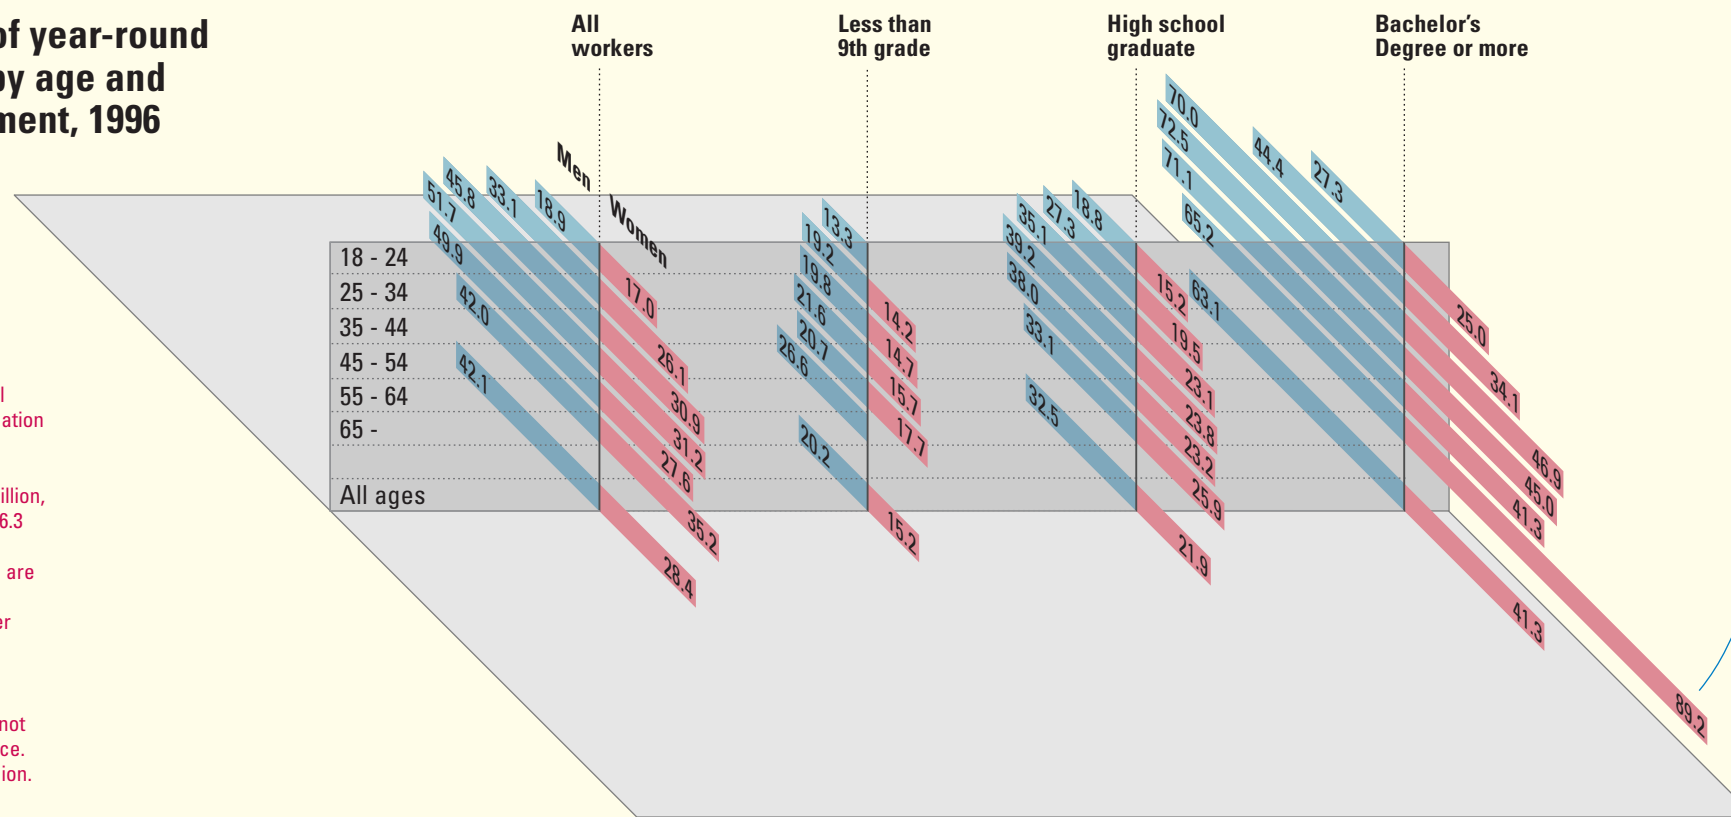 of year-round
by age and
ment, 1996
All
workers
Less than
9th grade
High school
graduate
Bachelor's
Degree or more
Men
Women
18 - 24
25 - 34
35 - 44
45 - 54
55 - 64
65 -
All ages
18.9
33.1
45.8
51.7
49.9
42.0
42.1
17.0
26.1
30.9
31.2
27.6
35.2
28.4
13.3
19.2
19.8
21.6
20.7
26.6
20.2
14.2
14.7
15.7
17.7
15.2
18.8
27.3
35.1
39.2
38.0
33.1
32.5
15.2
19.5
23.1
23.8
23.2
25.9
21.9
27.3
44.4
70.0
72.5
71.1
65.2
63.1
25.0
34.1
46.9
45.0
41.3
89.2
41.3
l
ation
illion,
6.3
are
er
not
ce.
ion.